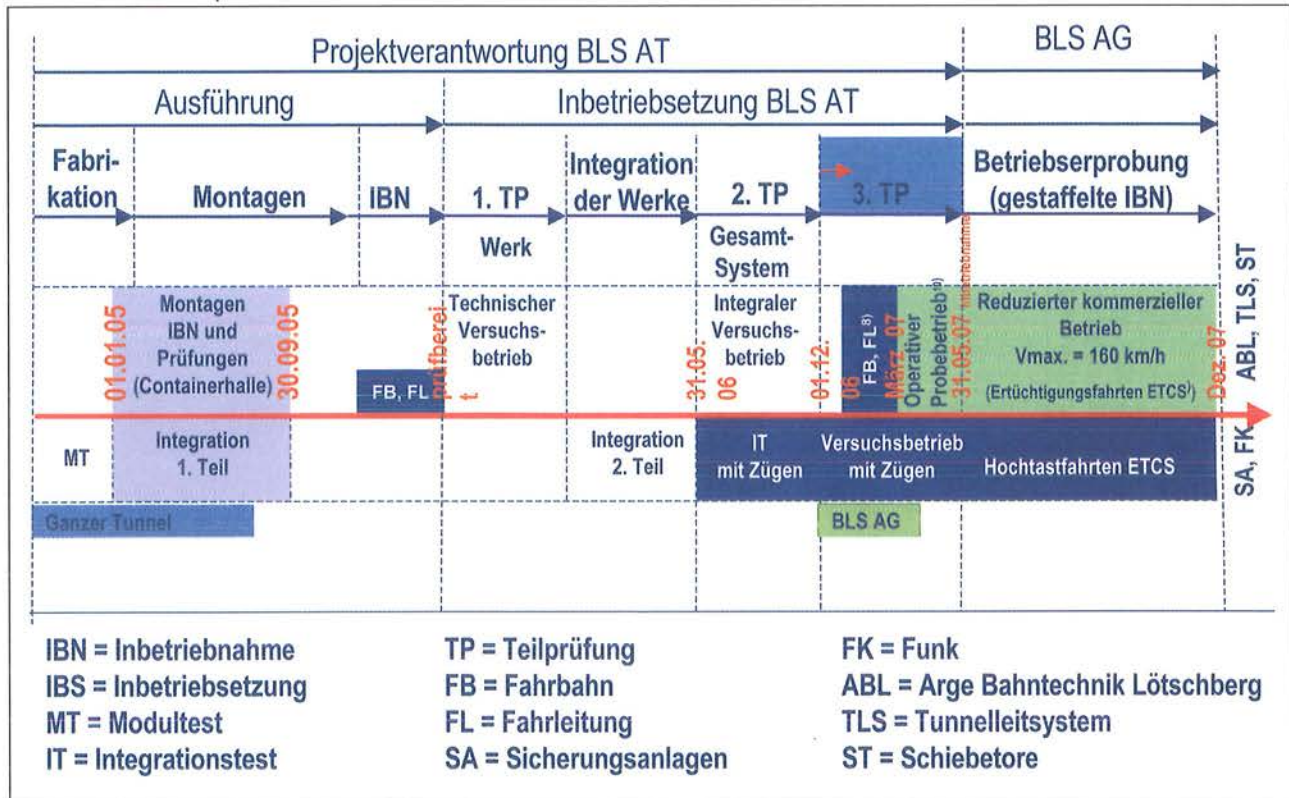 Projektverantwortung BLS AT
BLS AG
Ausführung
Inbetriebsetzung BLS AT
Fabri-
kation
Montagen
IBN
1. TP
Integration
der Werke
2. TP
3. TP
Betriebserprobung
(gestaffelte IBN)
Werk
Gesamt-
System
01.01.05
Montagen
IBN und
Prüfungen
(Containerhalle)
30.09.05
FB, FL
prüfberei
t
Technischer
Versuchs-
betrieb
31.05.
06
Integraler
Versuchs-
betrieb
01.12.
06
FB, FL⁸⁾
März 07
Operativer
Probebetrieb¹⁰⁾
31.05.07 Inbetriebnahme
Reduzierter kommerzieller
Betrieb
Vmax. = 160 km/h
(Ertüchtigungsfahrten ETCS⁾)
Dez. 07
ABL, TLS, ST
MT
Integration
1. Teil
Integration
2. Teil
IT
mit Zügen
Versuchsbetrieb
mit Zügen
Hochtastfahrten ETCS
SA, FK
Ganzer Tunnel
BLS AG
IBN = Inbetriebnahme
IBS = Inbetriebsetzung
MT = Modultest
IT = Integrationstest
TP = Teilprüfung
FB = Fahrbahn
FL = Fahrleitung
SA = Sicherungsanlagen
FK = Funk
ABL = Arge Bahntechnik Lötschberg
TLS = Tunnelleitsystem
ST = Schiebetore